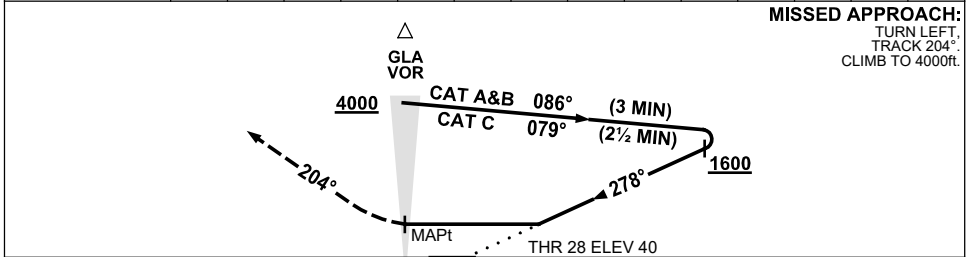 MISSED APPROACH:
TURN LEFT,
TRACK 204°.
CLIMB TO 4000ft.
GLA
VOR
4000
CAT A&B 086° (3 MIN)
CAT C 079° (2½ MIN)
1600
204°
278°
MAPt
THR 28 ELEV 40